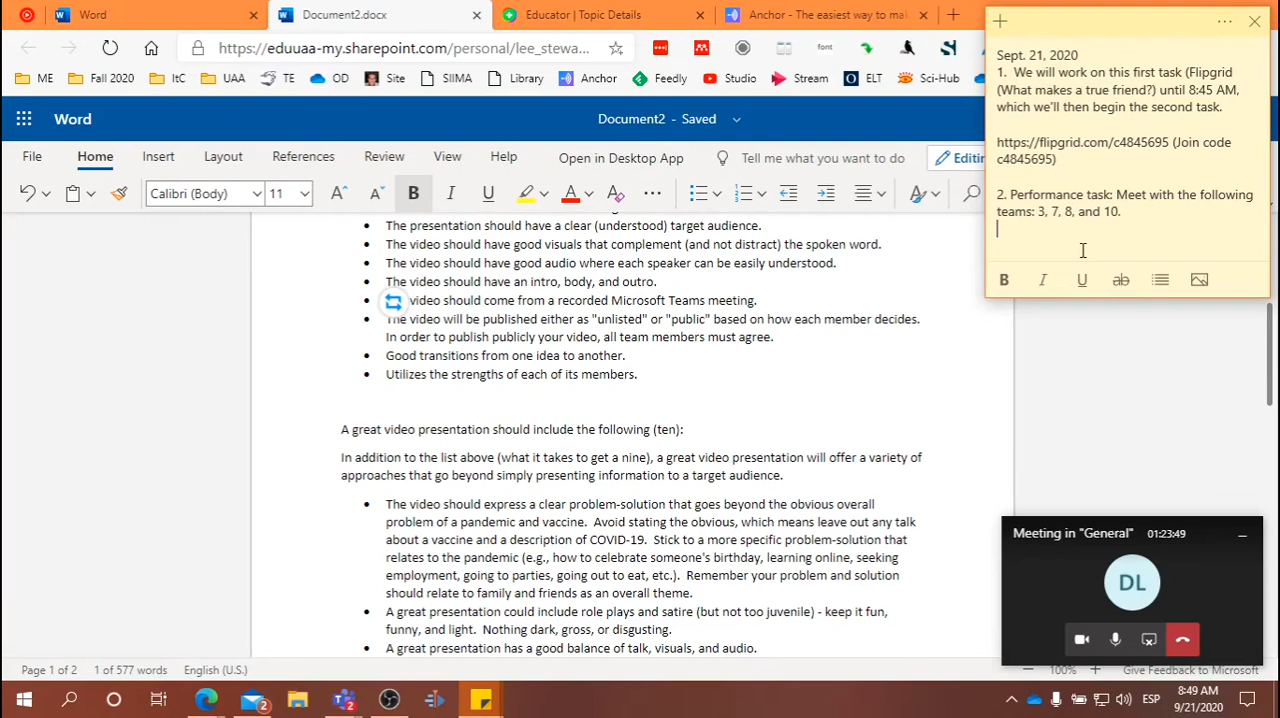 Word
Document2.docx
Educator | Topic Details
Anchor - The easiest way to mal
https://eduuaa-my.sharepoint.com/personal/lee_stewa...
font
ME
Fall 2020
ItC
UAA
TE
OD
Site
SIIMA
Library
Anchor
Feedly
Studio
Stream
ELT
Sci-Hub
Word
Document2 - Saved
File
Home
Insert
Layout
References
Review
View
Help
Open in Desktop App
Tell me what you want to do
Editin
Calibri (Body)
11
The presentation should have a clear (understood) target audience.
The video should have good visuals that complement (and not distract) the spoken word.
The video should have good audio where each speaker can be easily understood.
The video should have an intro, body, and outro.
video should come from a recorded Microsoft Teams meeting.
The video will be published either as "unlisted" or "public" based on how each member decides.
In order to publish publicly your video, all team members must agree.
Good transitions from one idea to another.
Utilizes the strengths of each of its members.
A great video presentation should include the following (ten):
In addition to the list above (what it takes to get a nine), a great video presentation will offer a variety of
approaches that go beyond simply presenting information to a target audience.
The video should express a clear problem-solution that goes beyond the obvious overall
problem of a pandemic and vaccine.  Avoid stating the obvious, which means leave out any talk
about a vaccine and a description of COVID-19.  Stick to a more specific problem-solution that
relates to the pandemic (e.g., how to celebrate someone's birthday, learning online, seeking
employment, going to parties, going out to eat, etc.).  Remember your problem and solution
should relate to family and friends as an overall theme.
A great presentation could include role plays and satire (but not too juvenile) - keep it fun,
funny, and light.  Nothing dark, gross, or disgusting.
A great presentation has a good balance of talk, visuals, and audio.
Sept. 21, 2020
1.  We will work on this first task (Flipgrid
(What makes a true friend?) until 8:45 AM,
which we'll then begin the second task.
https://flipgrid.com/c4845695 (Join code
c4845695)
2. Performance task: Meet with the following
teams: 3, 7, 8, and 10.
Meeting in "General"
01:23:49
DL
Page 1 of 2
1 of 577 words
English (U.S.)
100%
Give Feedback to Microsoft
ESP
8:49 AM
9/21/2020